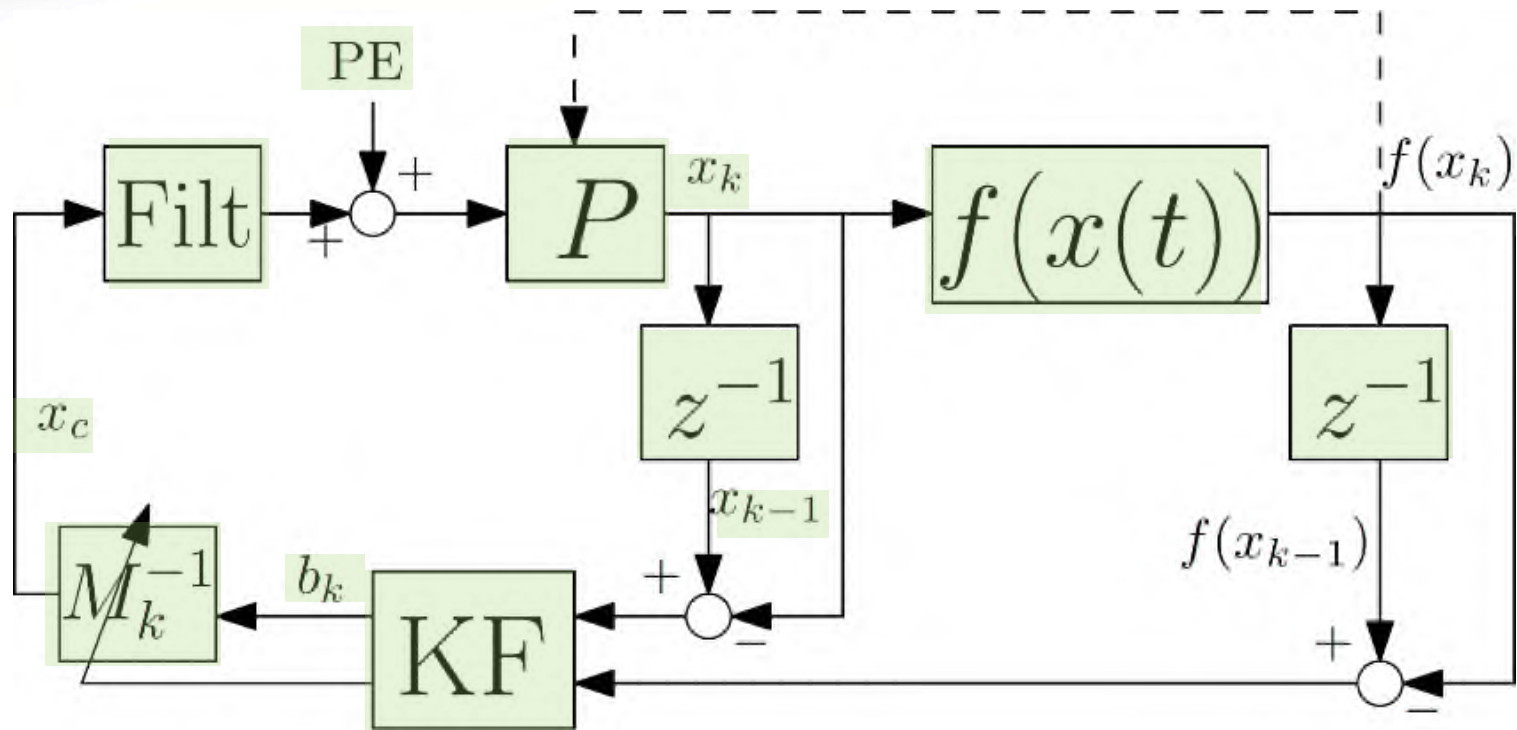 PE
+
Filt
+
P
x_k
f(x(t))
f(x_k)
z^{-1}
z^{-1}
x_c
x_{k-1}
f(x_{k-1})
M_k^{-1}
b_k
+
−
KF
+
−